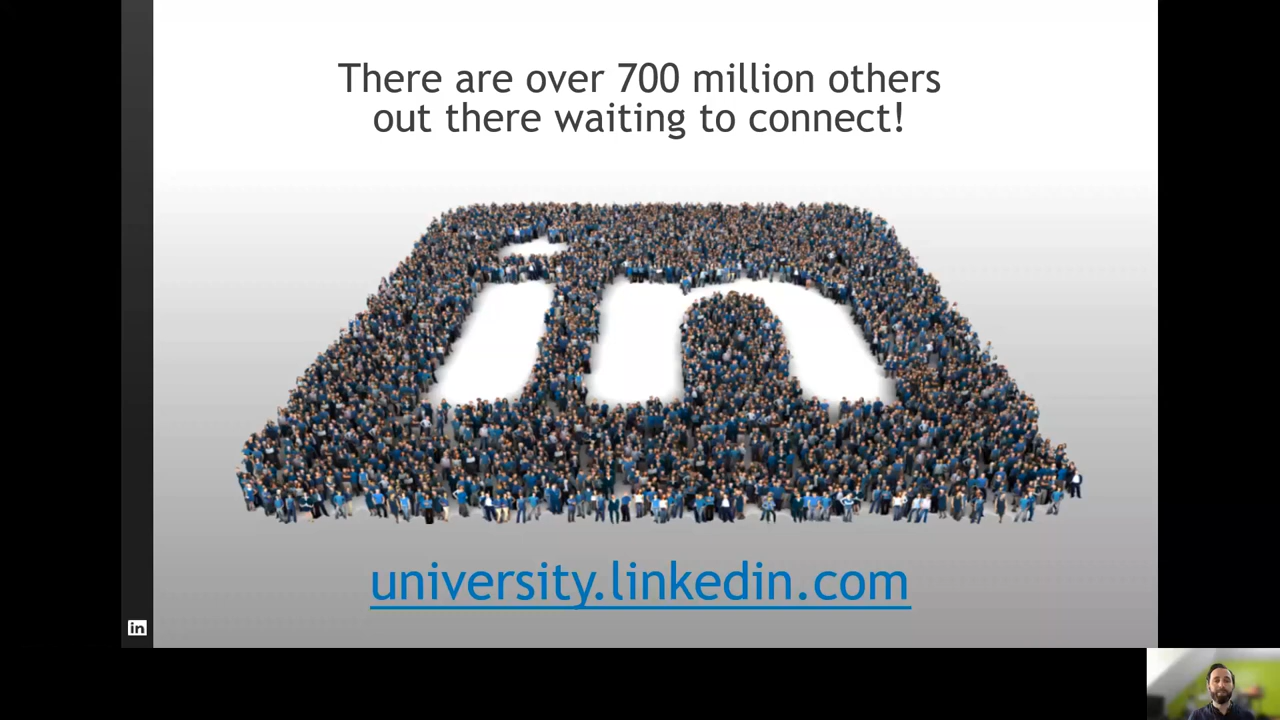 There are over 700 million others
out there waiting to connect!
in
university.linkedin.com
in